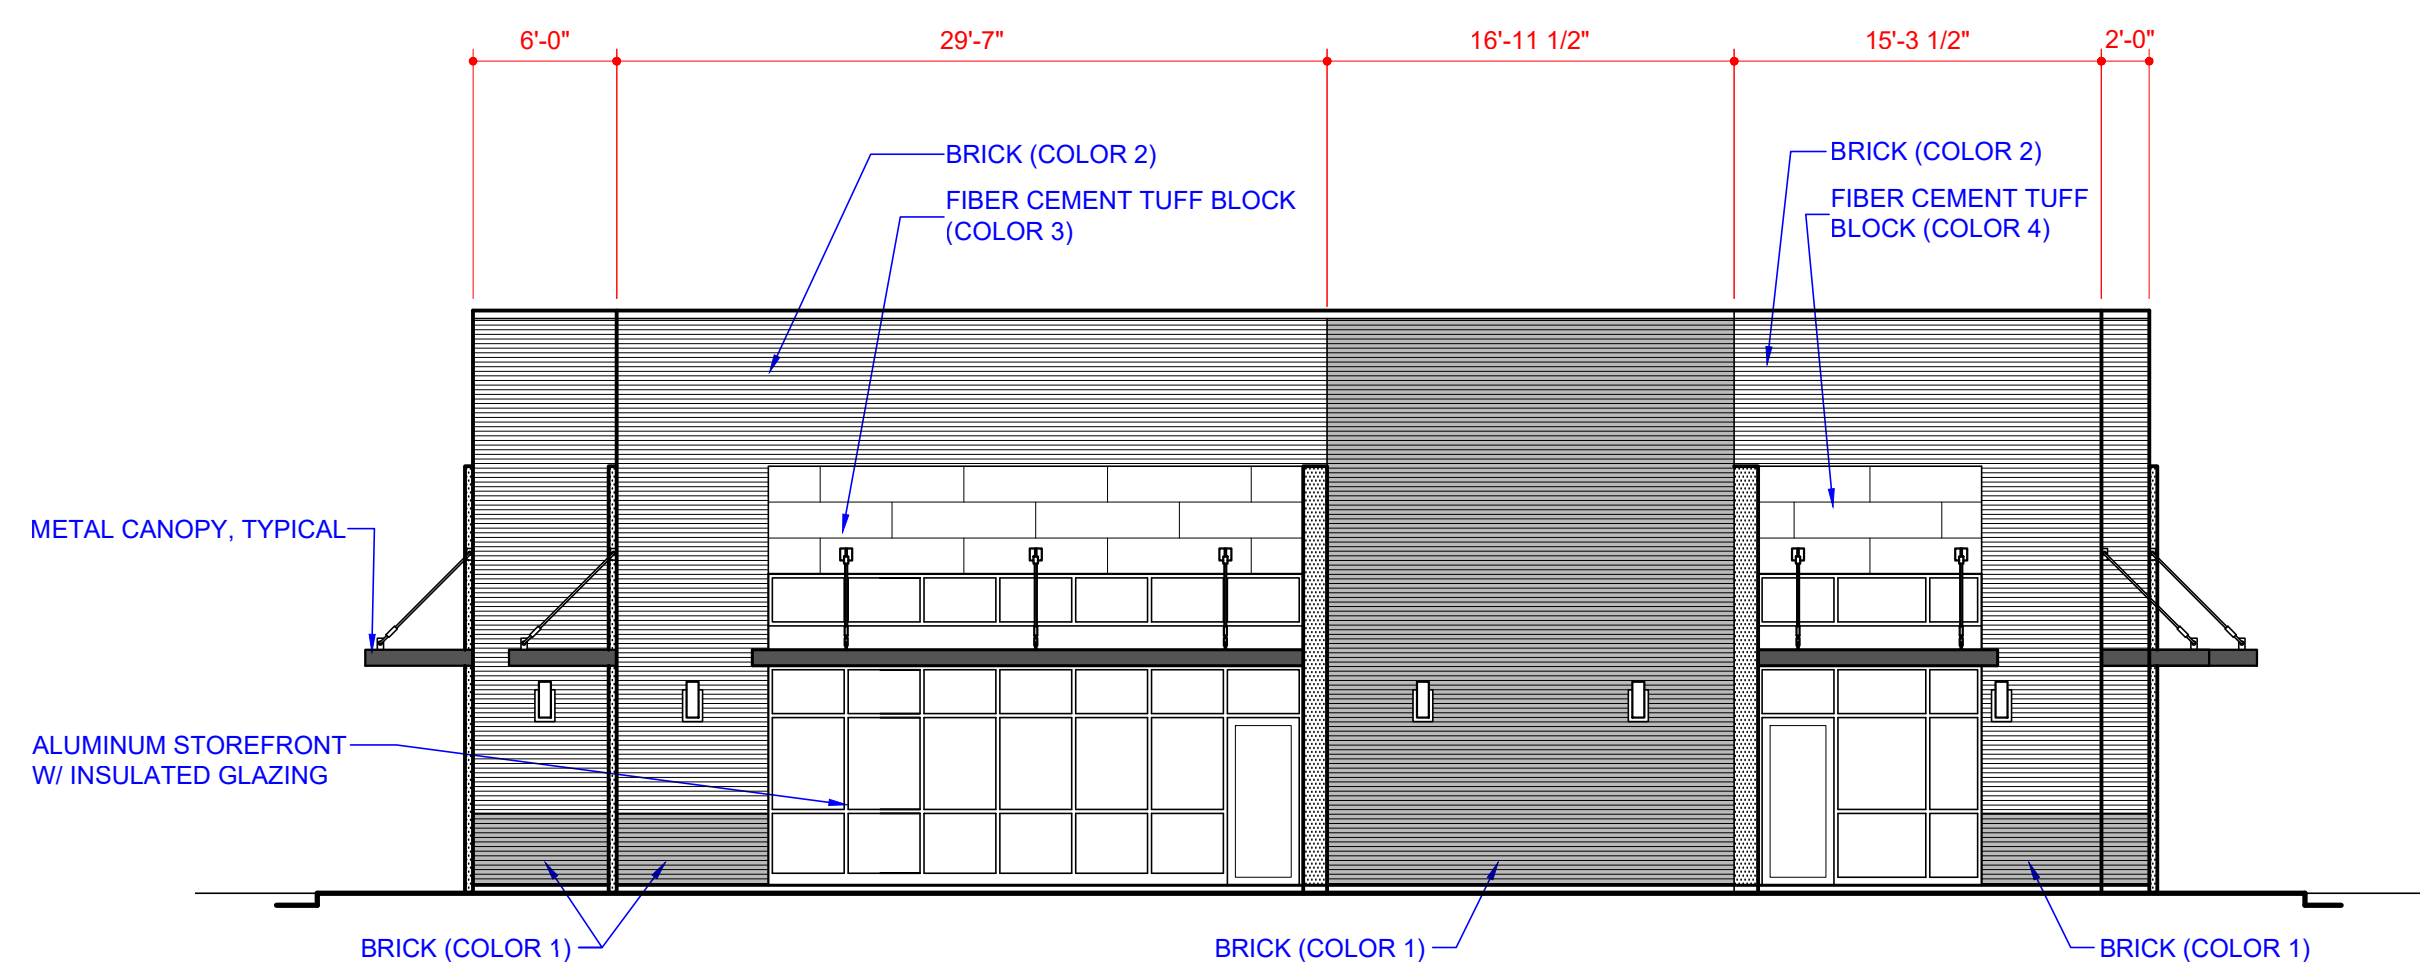 6'-0"
29'-7"
16'-11 1/2"
15'-3 1/2"
2'-0"
BRICK (COLOR 2)
FIBER CEMENT TUFF BLOCK
(COLOR 3)
BRICK (COLOR 2)
FIBER CEMENT TUFF
BLOCK (COLOR 4)
METAL CANOPY, TYPICAL
ALUMINUM STOREFRONT
W/ INSULATED GLAZING
BRICK (COLOR 1)
BRICK (COLOR 1)
BRICK (COLOR 1)